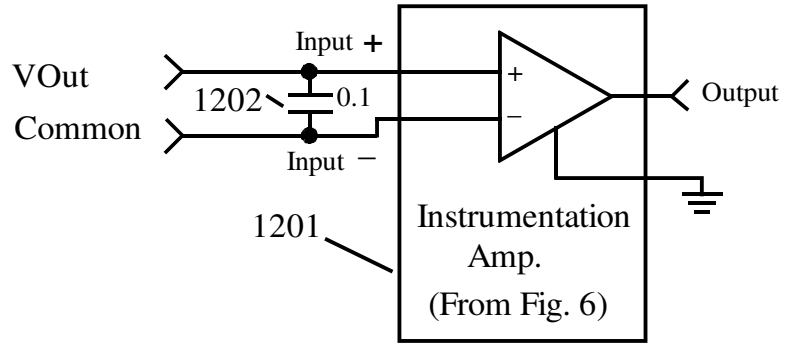 Input +
VOut
1202
0.1
+
Output
Common
−
Input −
1201
Instrumentation
Amp.
(From Fig. 6)